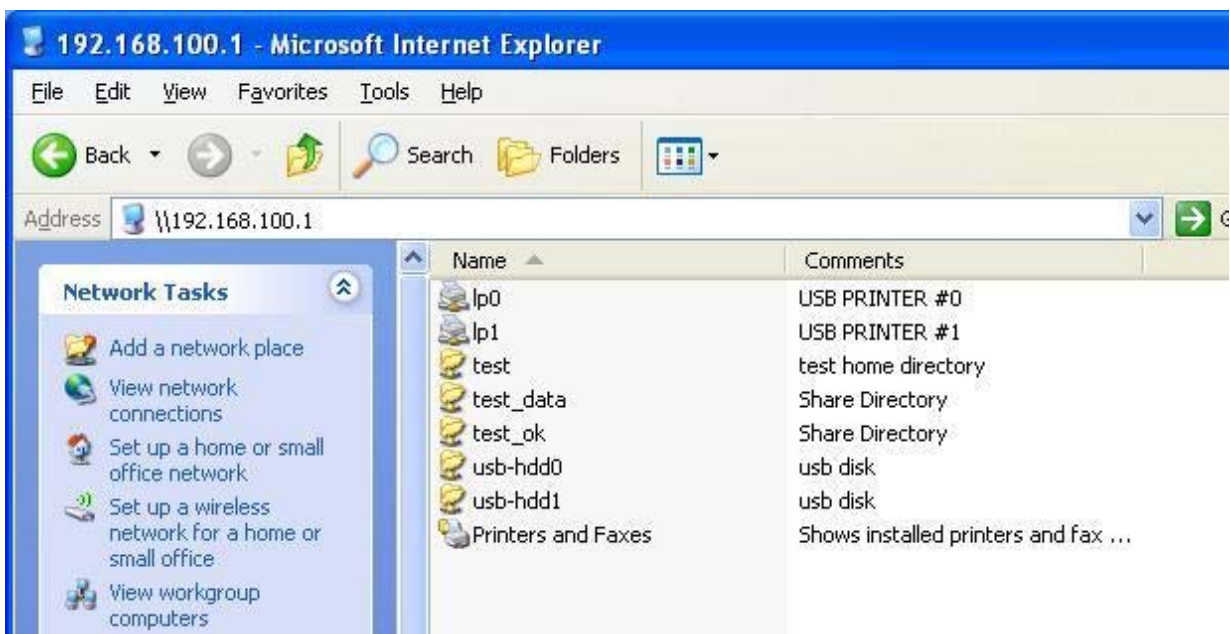 192.168.100.1 - Microsoft Internet Explorer
File Edit View Favorites Tools Help
Back Search Folders
Address \\192.168.100.1
Name Comments
Network Tasks
Add a network place
View network
connections
Set up a home or small
office network
Set up a wireless
network for a home or
small office
View workgroup
computers
lp0 USB PRINTER #0
lp1 USB PRINTER #1
test test home directory
test_data Share Directory
test_ok Share Directory
usb-hdd0 usb disk
usb-hdd1 usb disk
Printers and Faxes Shows installed printers and fax ...